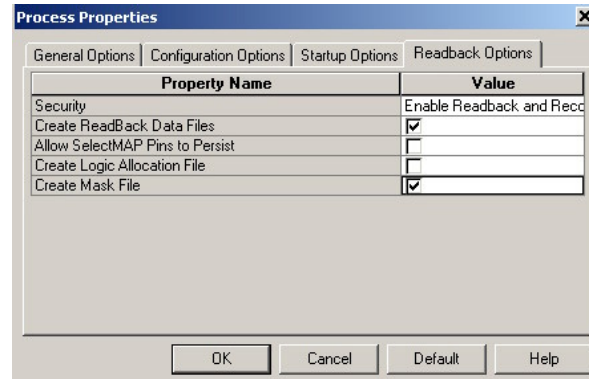 Process Properties
General Options Configuration Options Startup Options Readback Options
Property Name Value
Security Enable Readback and Reco
Create ReadBack Data Files
Allow SelectMAP Pins to Persist
Create Logic Allocation File
Create Mask File
OK Cancel Default Help